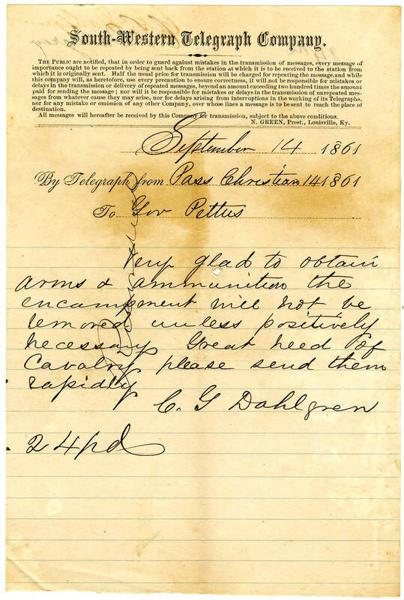 South-Western Telegraph Company.
THE PUBLIC are notified, that in order to guard against mistakes in the transmission of messages, every message of
importance ought to be repeated by being sent back from the station at which it is to be received to the station from
which it is originally sent. Half the usual price for transmission will be charged for repeating the message, and while
this company will, as heretofore, use every precaution to ensure correctness, it will not be responsible for mistakes or
delays in the transmission or delivery of repeated messages, beyond an amount exceeding two hundred times the amount
paid for sending the message; nor will it be responsible for mistakes or delays in the transmission of unrepeated mes-
sages from whatever cause they may arise, nor for delays arising from interruptions in the working of its Telegraphs,
nor for any mistake or omission of any other Company, over whose lines a message is to be sent to reach the place of
destination.
All messages will hereafter be received by this Company for transmission, subject to the above conditions.
N. GREEN, Prest., Louisville, Ky.
September 14 1861
By Telegraph from Pass Christian 14 1861
To Gov Pettus
Very glad to obtain
arms & ammunition the
encampment will not be
removed unless positively
necessary Great need of
Cavalry please send them
rapidly
C. G Dahlgren
24 pd